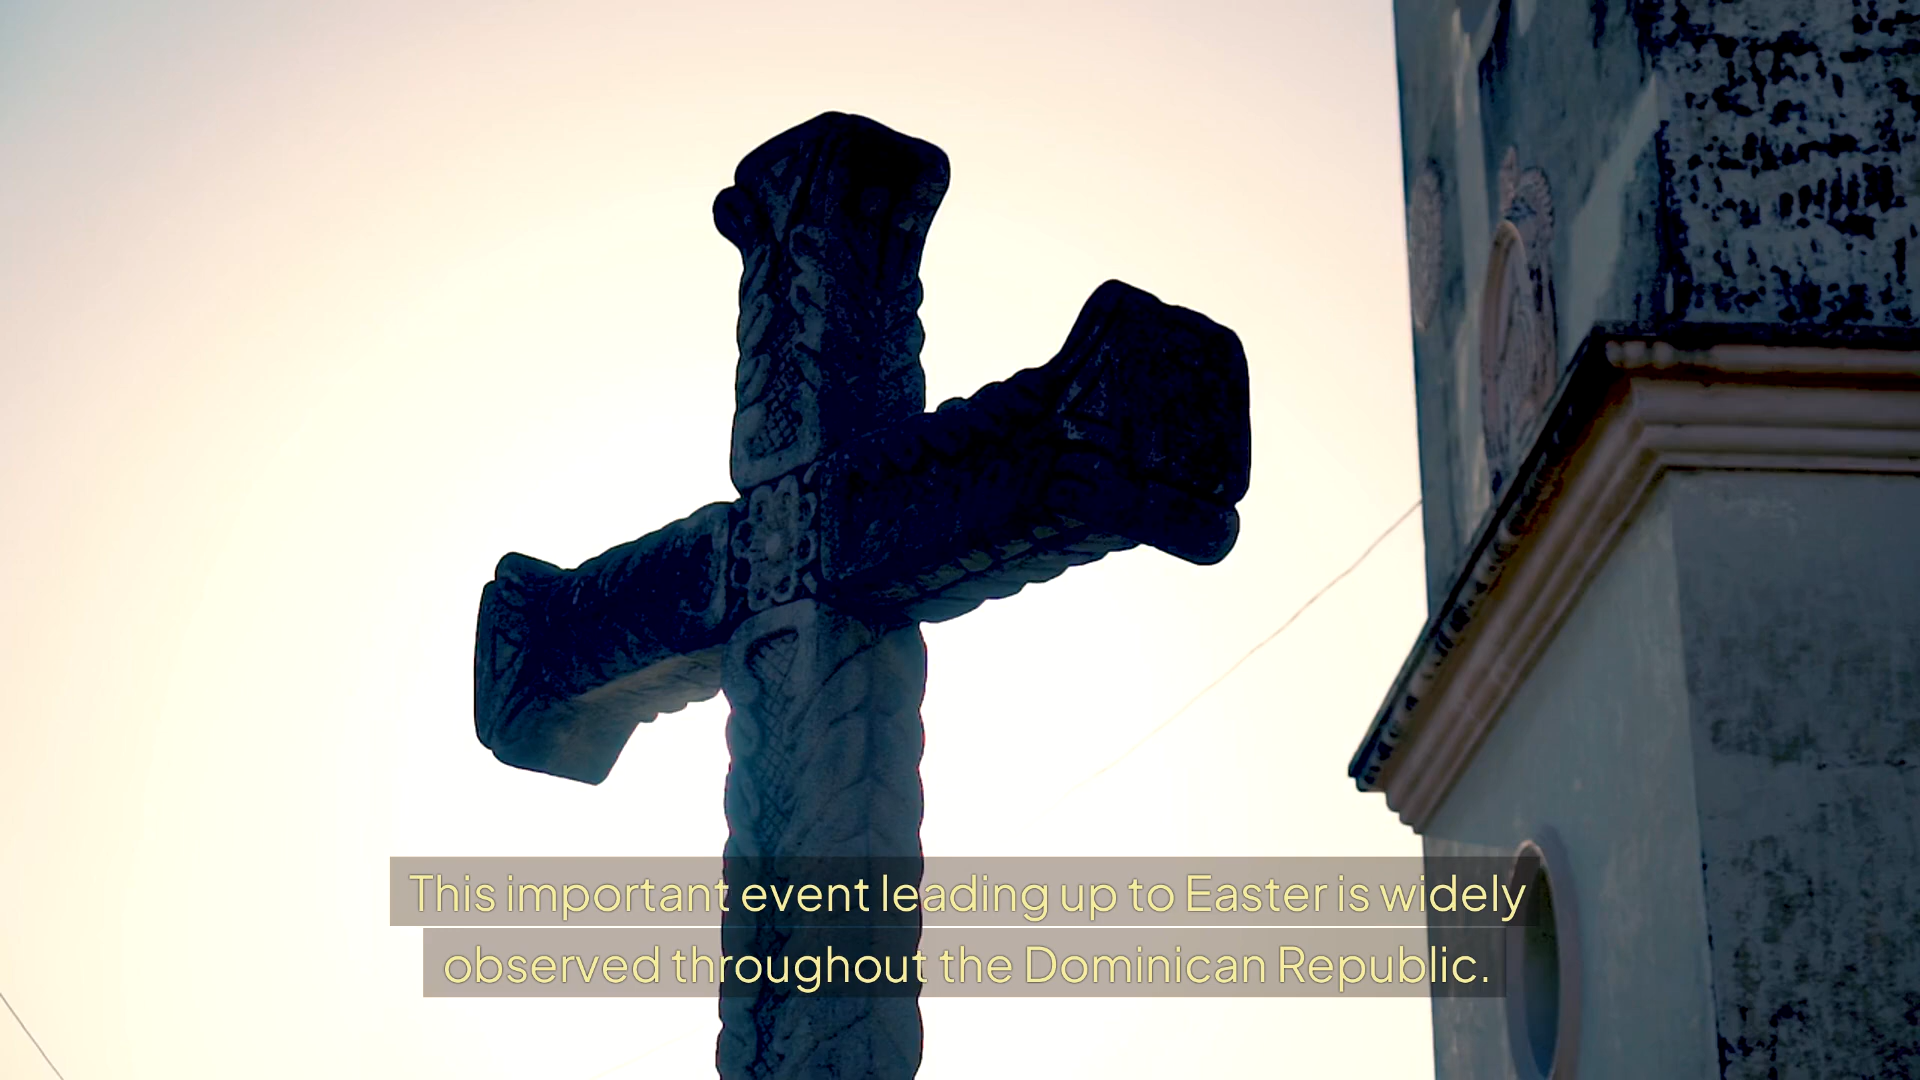 This important event leading up to Easter is widely
observed throughout the Dominican Republic.